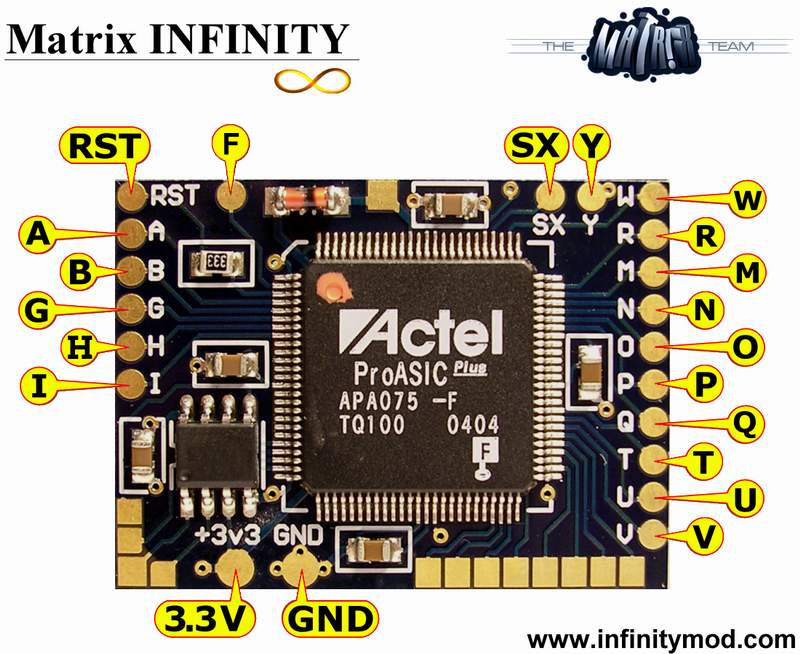 Matrix INFINITY
THE MATRIX TEAM
RST F SX Y
RST
SX Y
W W
A A
R R
B B
333
M M
G G
N N
H H
O O
I I
P P
Q Q
T T
U U
V V
Actel
ProASIC Plus
APA075 -F
TQ100 0404
F
+3v3 GND
3.3V GND
www.infinitymod.com